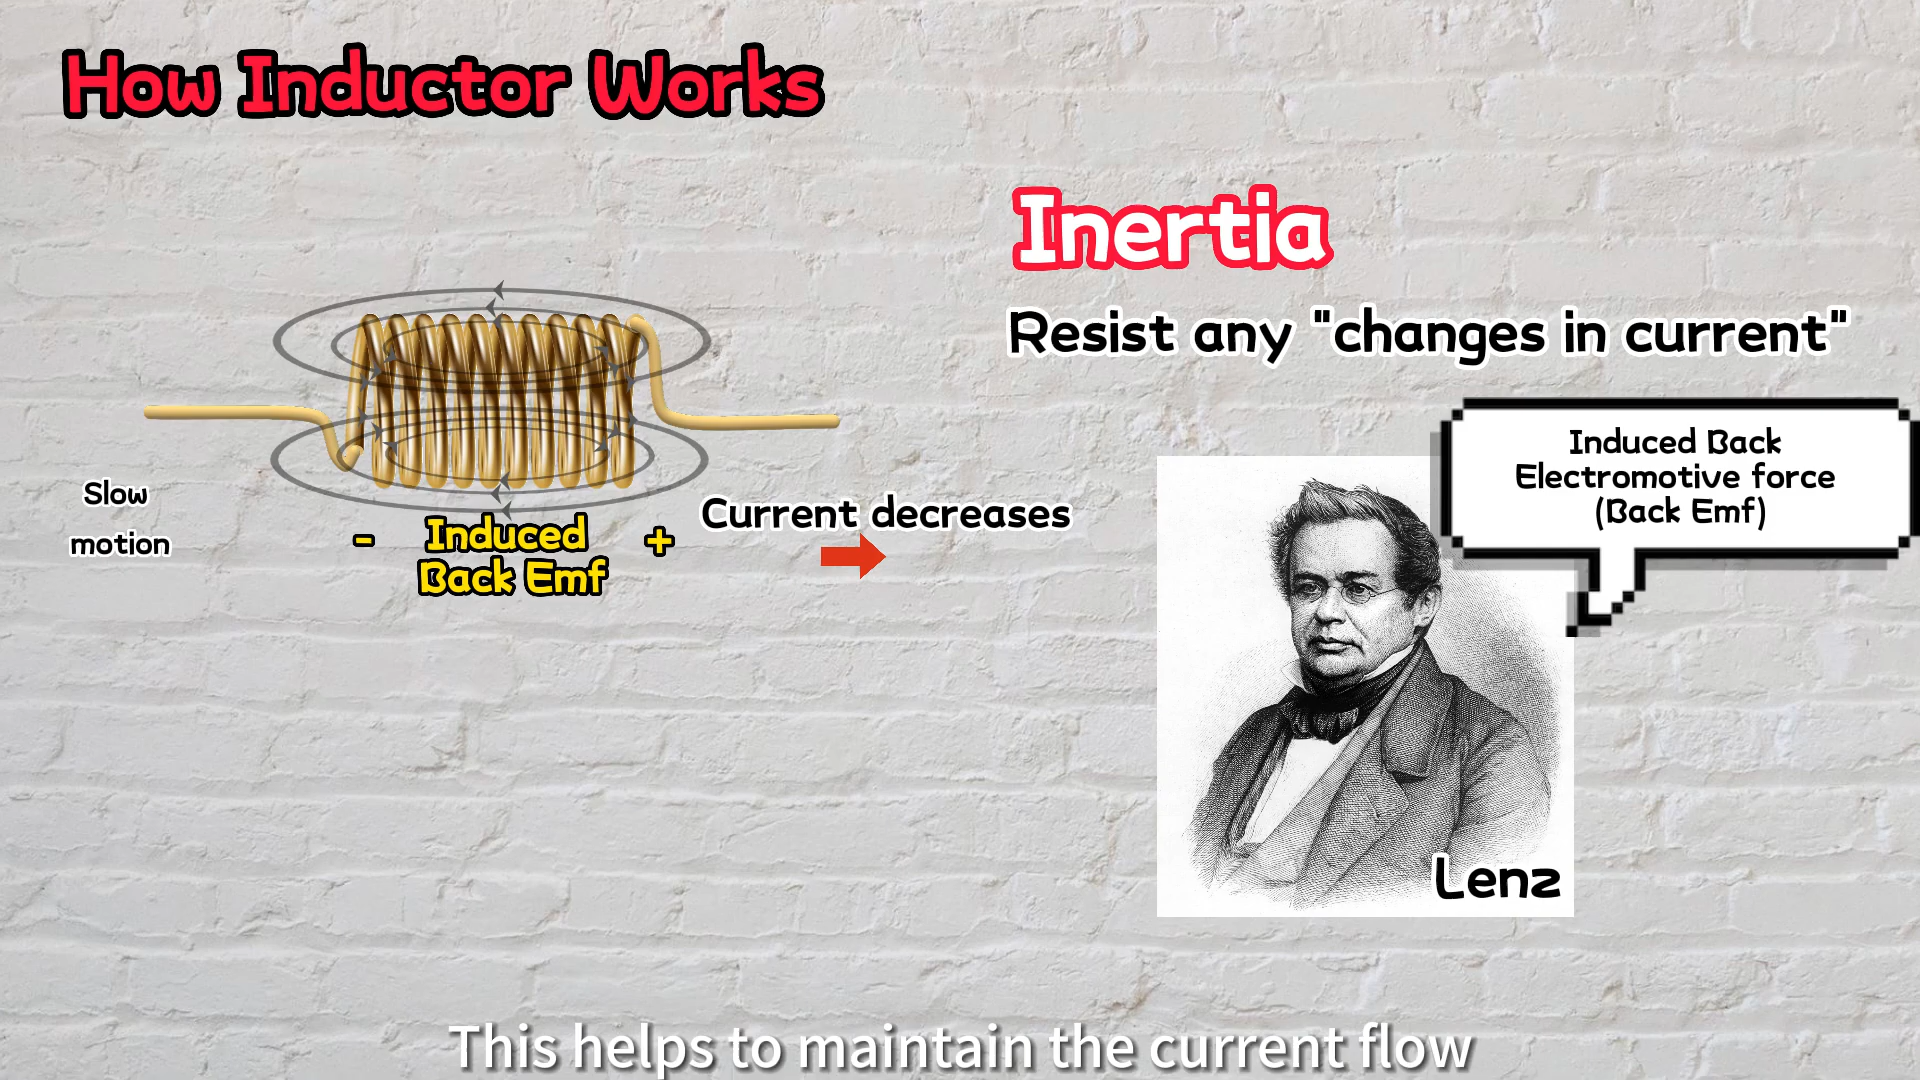 How Inductor Works
Inertia
Resist any "changes in current"
Induced Back
Electromotive force
(Back Emf)
Slow
motion
- Induced +
Back Emf
Current decreases
Lenz
This helps to maintain the current flow